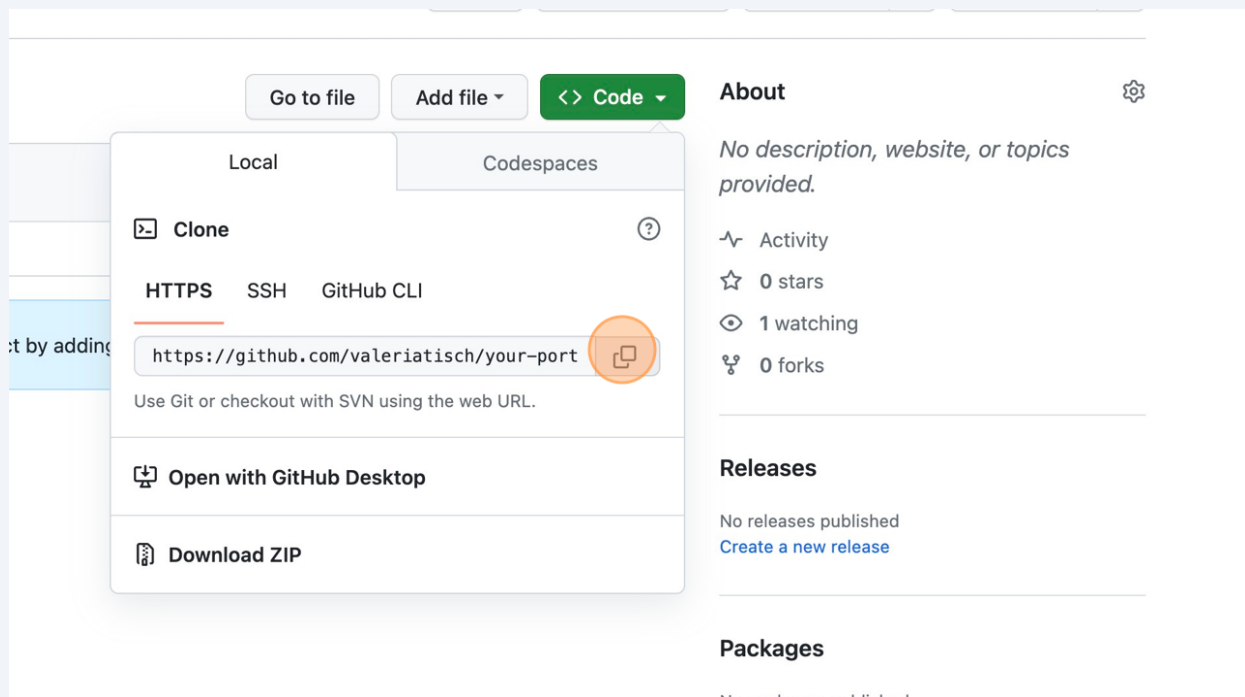 Go to file
Add file
Code
Local
Codespaces
Clone
HTTPS
SSH
GitHub CLI
ct by adding
https://github.com/valeriatisch/your-port
Use Git or checkout with SVN using the web URL.
Open with GitHub Desktop
Download ZIP
About
No description, website, or topics
provided.
Activity
0 stars
1 watching
0 forks
Releases
No releases published
Create a new release
Packages